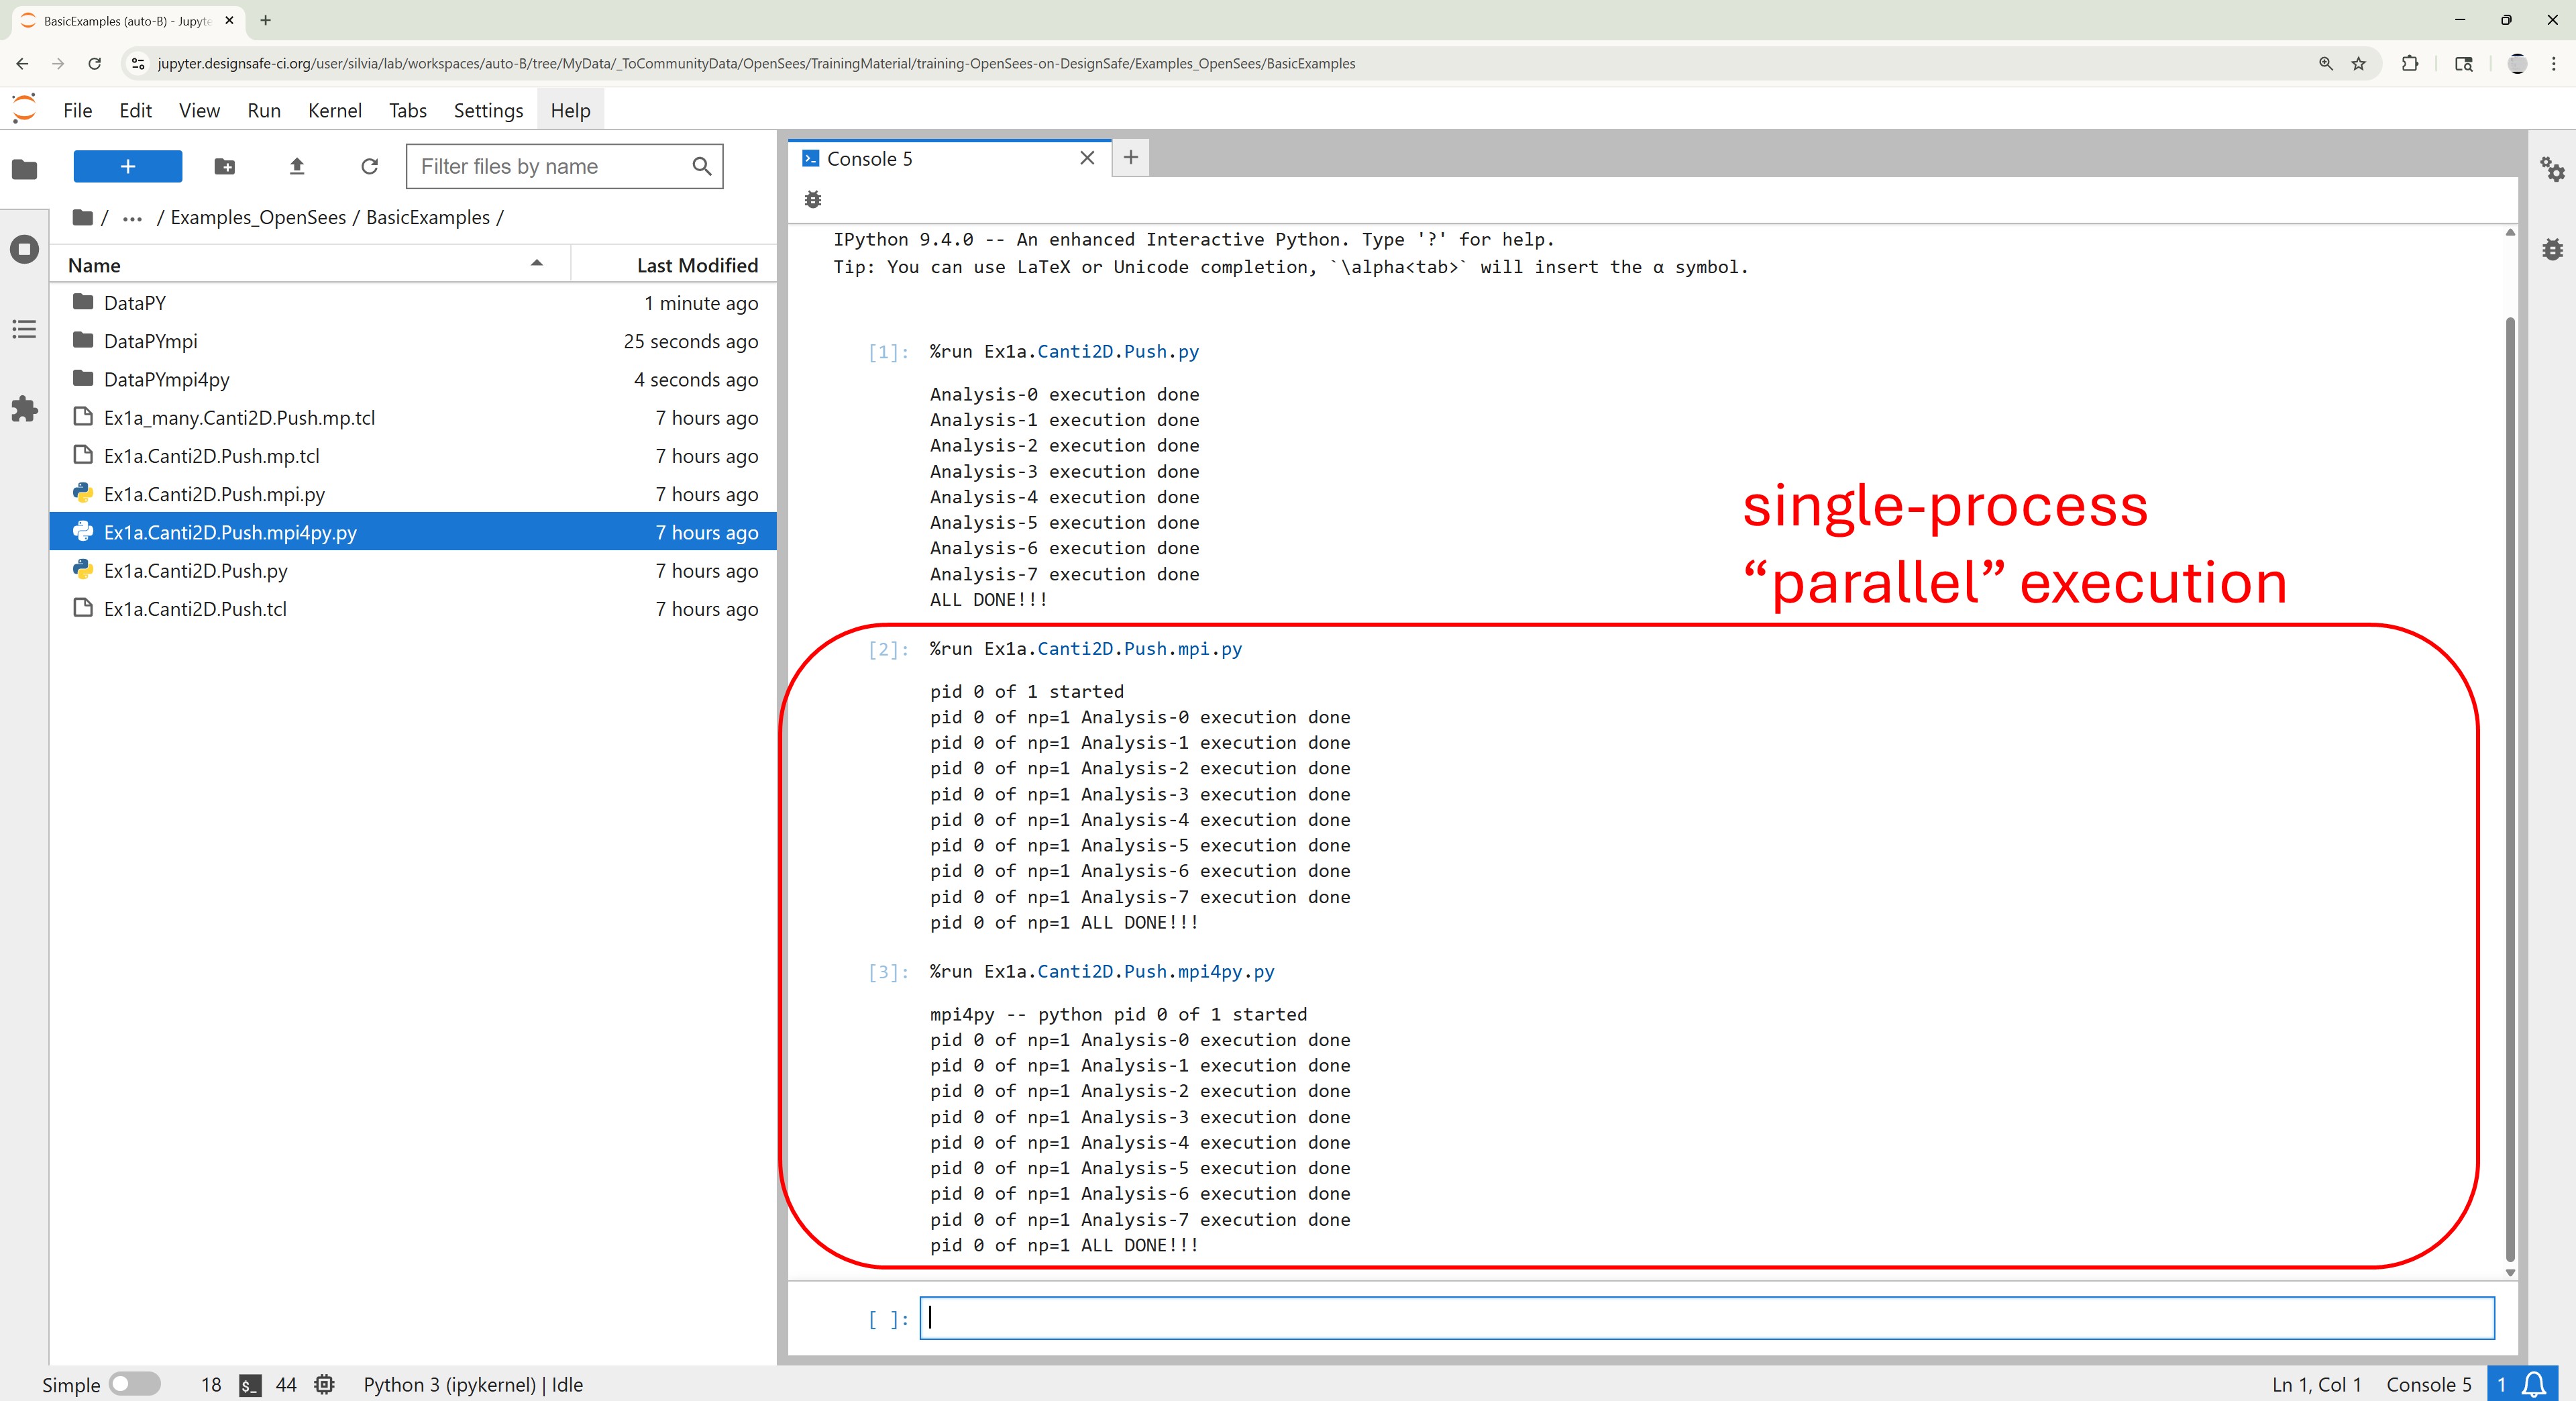 BasicExamples (auto-B) - Jupyte
jupyter.designsafe-ci.org/user/silvia/lab/workspaces/auto-B/tree/MyData/_ToCommunityData/OpenSees/TrainingMaterial/training-OpenSees-on-DesignSafe/Examples_OpenSees/BasicExamples
File Edit View Run Kernel Tabs Settings Help
+
Filter files by name
/ ... / Examples_OpenSees / BasicExamples /
Name Last Modified
DataPY 1 minute ago
DataPYmpi 25 seconds ago
DataPYmpi4py 4 seconds ago
Ex1a_many.Canti2D.Push.mp.tcl 7 hours ago
Ex1a.Canti2D.Push.mp.tcl 7 hours ago
Ex1a.Canti2D.Push.mpi.py 7 hours ago
Ex1a.Canti2D.Push.mpi4py.py 7 hours ago
Ex1a.Canti2D.Push.py 7 hours ago
Ex1a.Canti2D.Push.tcl 7 hours ago
Console 5
IPython 9.4.0 -- An enhanced Interactive Python. Type '?' for help.
Tip: You can use LaTeX or Unicode completion, `\alpha<tab>` will insert the α symbol.
[1]: %run Ex1a.Canti2D.Push.py
Analysis-0 execution done
Analysis-1 execution done
Analysis-2 execution done
Analysis-3 execution done
Analysis-4 execution done
Analysis-5 execution done
Analysis-6 execution done
Analysis-7 execution done
ALL DONE!!!
single-process
“parallel” execution
[2]: %run Ex1a.Canti2D.Push.mpi.py
pid 0 of 1 started
pid 0 of np=1 Analysis-0 execution done
pid 0 of np=1 Analysis-1 execution done
pid 0 of np=1 Analysis-2 execution done
pid 0 of np=1 Analysis-3 execution done
pid 0 of np=1 Analysis-4 execution done
pid 0 of np=1 Analysis-5 execution done
pid 0 of np=1 Analysis-6 execution done
pid 0 of np=1 Analysis-7 execution done
pid 0 of np=1 ALL DONE!!!
[3]: %run Ex1a.Canti2D.Push.mpi4py.py
mpi4py -- python pid 0 of 1 started
pid 0 of np=1 Analysis-0 execution done
pid 0 of np=1 Analysis-1 execution done
pid 0 of np=1 Analysis-2 execution done
pid 0 of np=1 Analysis-3 execution done
pid 0 of np=1 Analysis-4 execution done
pid 0 of np=1 Analysis-5 execution done
pid 0 of np=1 Analysis-6 execution done
pid 0 of np=1 Analysis-7 execution done
pid 0 of np=1 ALL DONE!!!
[ ]:
Simple 18 $_ 44 Python 3 (ipykernel) | Idle Ln 1, Col 1 Console 5 1